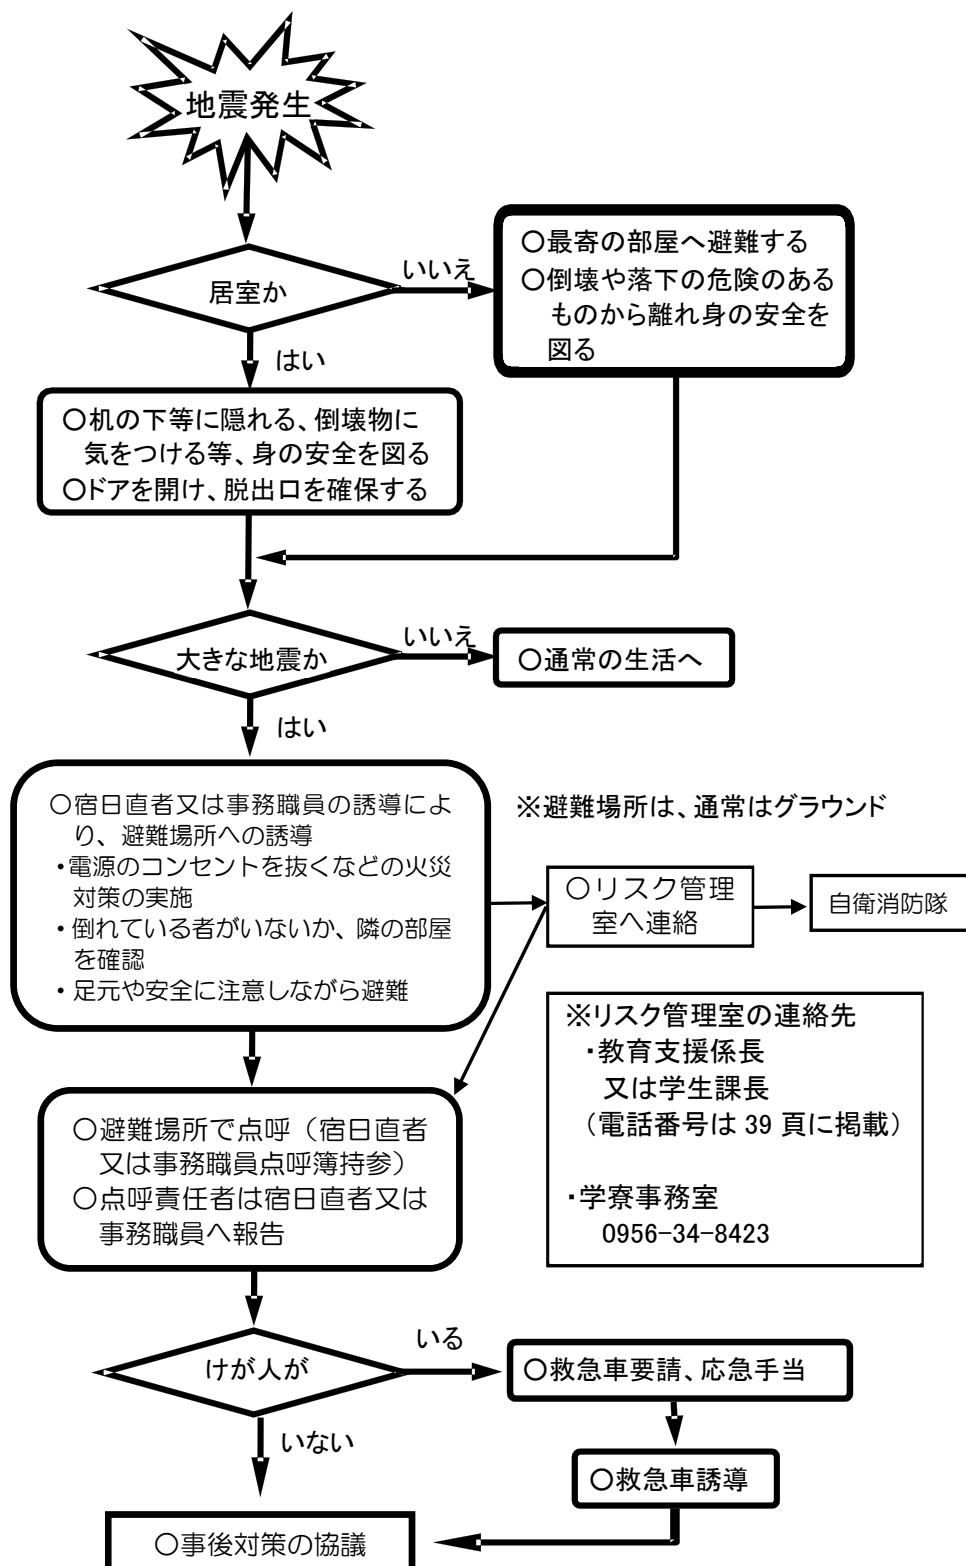 地震発生
居室か
いいえ
○最寄の部屋へ避難する
○倒壊や落下の危険のある
ものから離れ身の安全を
図る
はい
○机の下等に隠れる、倒壊物に
気をつける等、身の安全を図る
○ドアを開け、脱出口を確保する
大きな地震か
いいえ
○通常の生活へ
はい
○宿日直者又は事務職員の誘導によ
り、避難場所への誘導
・電源のコンセントを抜くなどの火災
対策の実施
・倒れている者がいないか、隣の部屋
を確認
・足元や安全に注意しながら避難
※避難場所は、通常はグラウンド
○リスク管理
室へ連絡
自衛消防隊
※リスク管理室の連絡先
・教育支援係長
又は学生課長
（電話番号は 39 頁に掲載）
・学寮事務室
0956-34-8423
○避難場所で点呼（宿日直者
又は事務職員点呼簿持参）
○点呼責任者は宿日直者又は
事務職員へ報告
けが人が
いる
○救急車要請、応急手当
いない
○救急車誘導
○事後対策の協議